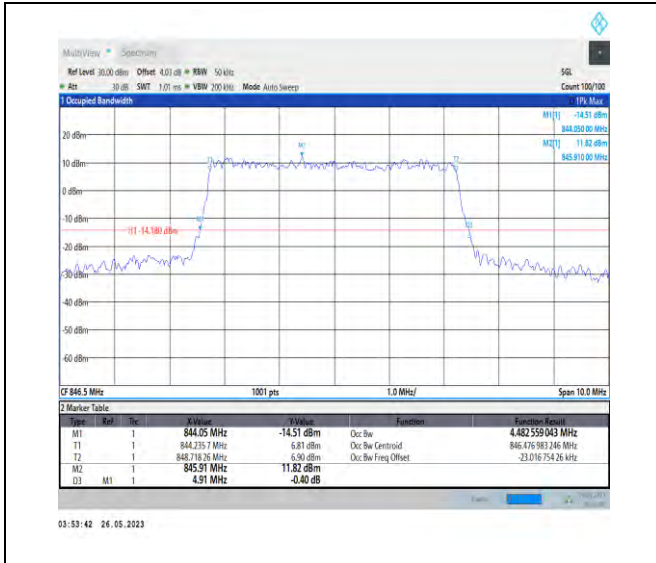 MultiView Spectrum
Ref Level 30.00 dBm Offset 4.03 dB RBW 50 kHz SGL
Att 30 dB SWT 1.01 ms VBW 200 kHz Mode Auto Sweep Count 100/100
1 Occupied Bandwidth 1Pk Max
M1[1] -14.51 dBm
844.050 00 MHz
M2[1] 11.82 dBm
845.910 00 MHz
20 dBm
10 dBm
0 dBm
-10 dBm
H1 -14.180 dBm
-30 dBm
-40 dBm
-50 dBm
-60 dBm
CF 846.5 MHz 1001 pts 1.0 MHz/ Span 10.0 MHz
2 Marker Table
Type Ref Trc X-Value Y-Value Function Function Result
M1 1 844.05 MHz -14.51 dBm Occ Bw 4.482 559 043 MHz
T1 1 844.235 7 MHz 6.81 dBm Occ Bw Centroid 846.476 983 246 MHz
T2 1 848.718 26 MHz 6.90 dBm Occ Bw Freq Offset -23.016 754 26 kHz
M2 1 845.91 MHz 11.82 dBm
D3 M1 1 4.91 MHz -0.40 dB
03:53:42 26.05.2023